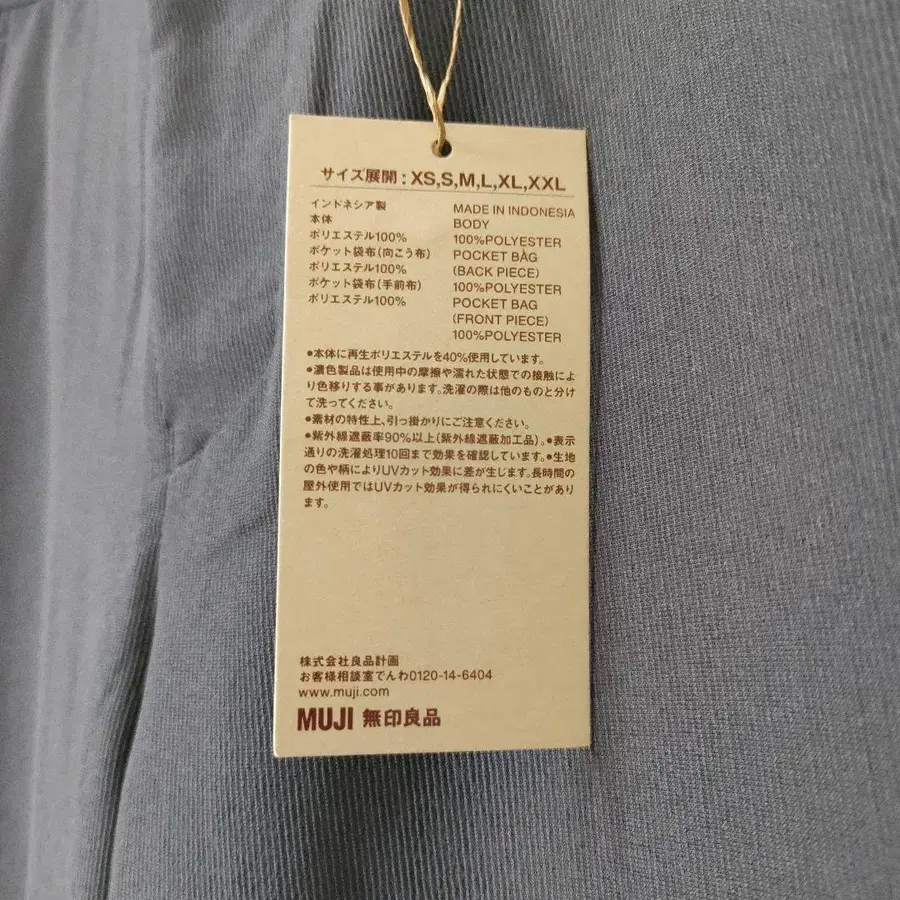 サイズ展開 : XS,S,M,L,XL,XXL
インドネシア製
本体
ポリエステル100%
ポケット袋布(向こう布)
ポリエステル100%
ポケット袋布(手前布)
ポリエステル100%
MADE IN INDONESIA
BODY
100%POLYESTER
POCKET BAG
(BACK PIECE)
100%POLYESTER
POCKET BAG
(FRONT PIECE)
100%POLYESTER
●本体に再生ポリエステルを40%使用しています。
●濃色製品は使用中の摩擦や濡れた状態での接触によ
り色移りする事があります。洗濯の際は他のものと分け
て洗ってください。
●素材の特性上、引っ掛かりにご注意ください。
●紫外線遮蔽率90%以上(紫外線遮蔽加工品)。●表示
通りの洗濯処理10回まで効果を確認しています。●生地
の色や柄によりUVカット効果に差が生じます。長時間の
屋外使用ではUVカット効果が得られにくいことがあり
ます。
株式会社良品計画
お客様相談室でんわ0120-14-6404
www.muji.com
MUJI 無印良品